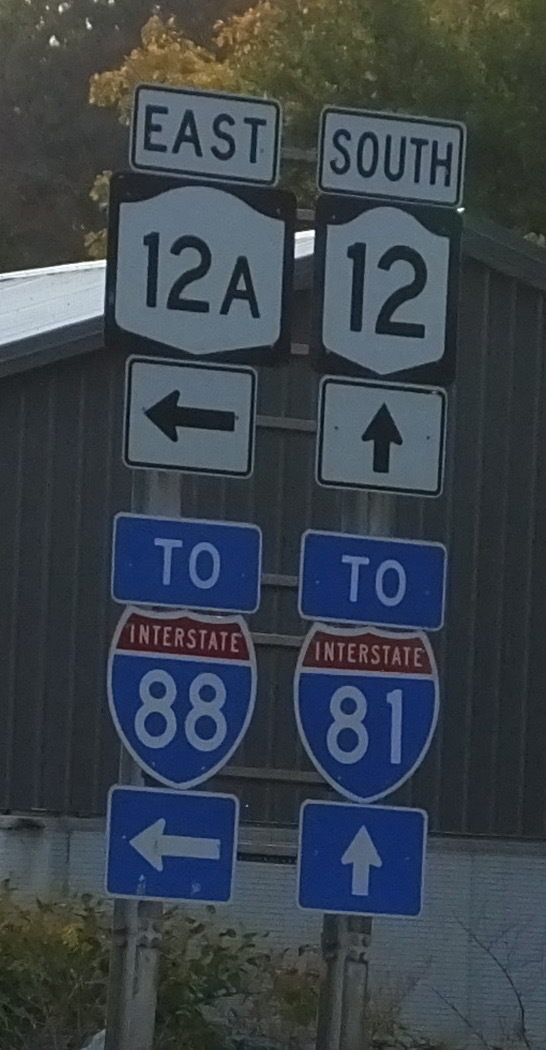 EAST
12A
TO
INTERSTATE
88
SOUTH
12
TO
INTERSTATE
81